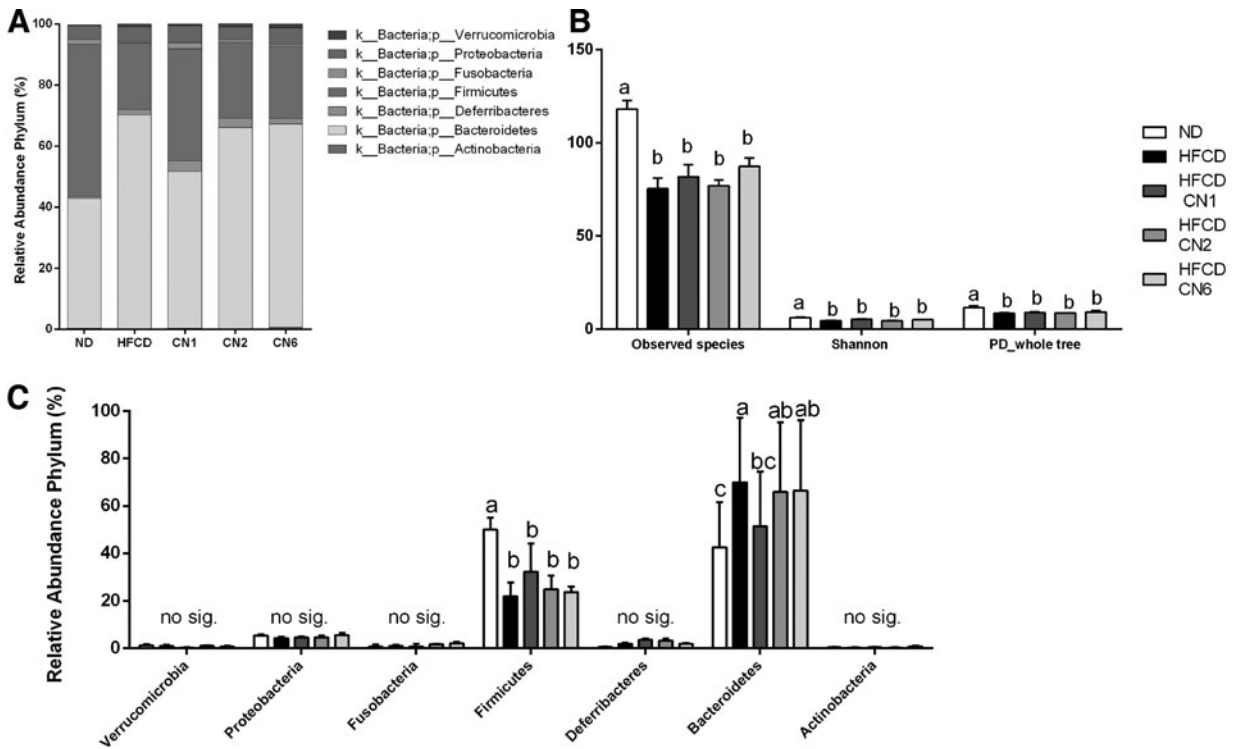 A
Relative Abundance Phylum (%)
100
80
60
40
20
0
ND HFCD CN1 CN2 CN6
k__Bacteria;p__Verrucomicrobia
k__Bacteria;p__Proteobacteria
k__Bacteria;p__Fusobacteria
k__Bacteria;p__Firmicutes
k__Bacteria;p__Deferribacteres
k__Bacteria;p__Bacteroidetes
k__Bacteria;p__Actinobacteria
B
150
100
50
0
a b b b b
a b b b b
a b b b b
Observed species Shannon PD_whole tree
ND
HFCD
HFCD
CN1
HFCD
CN2
HFCD
CN6
C
Relative Abundance Phylum (%)
100
80
60
40
20
0
no sig. no sig. no sig. a b b b b no sig. c a bc ab ab no sig.
Verrucomicrobia
Proteobacteria
Fusobacteria
Firmicutes
Deferribacteres
Bacteroidetes
Actinobacteria